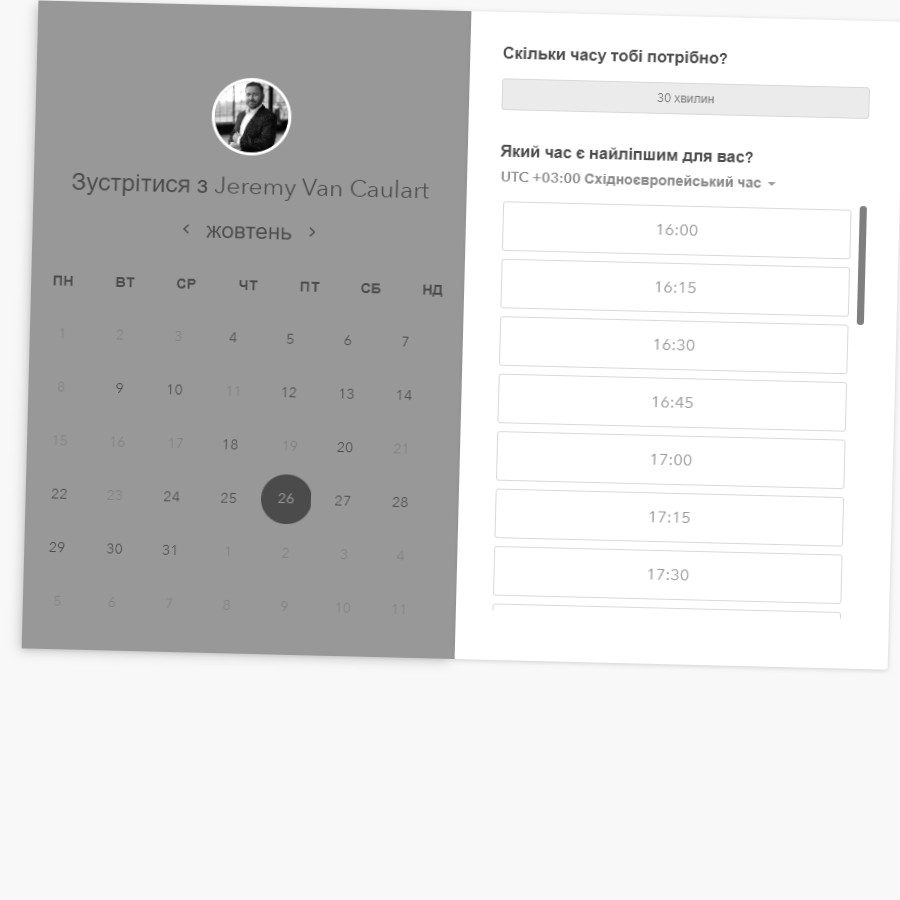 Зустрітися з Jeremy Van Caulart
‹ жовтень ›
ПН ВТ СР ЧТ ПТ СБ НД
1 2 3 4 5 6 7
8 9 10 11 12 13 14
15 16 17 18 19 20 21
22 23 24 25 26 27 28
29 30 31 1 2 3 4
5 6 7 8 9 10 11
Скільки часу тобі потрібно?
30 хвилин
Який час є найліпшим для вас?
UTC +03:00 Східноєвропейський час
16:00
16:15
16:30
16:45
17:00
17:15
17:30